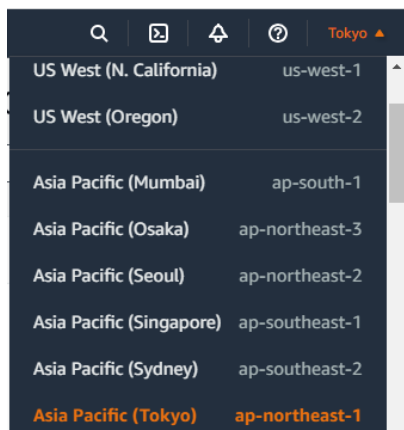 Tokyo ▲
US West (N. California) us-west-1
US West (Oregon) us-west-2
Asia Pacific (Mumbai) ap-south-1
Asia Pacific (Osaka) ap-northeast-3
Asia Pacific (Seoul) ap-northeast-2
Asia Pacific (Singapore) ap-southeast-1
Asia Pacific (Sydney) ap-southeast-2
Asia Pacific (Tokyo) ap-northeast-1